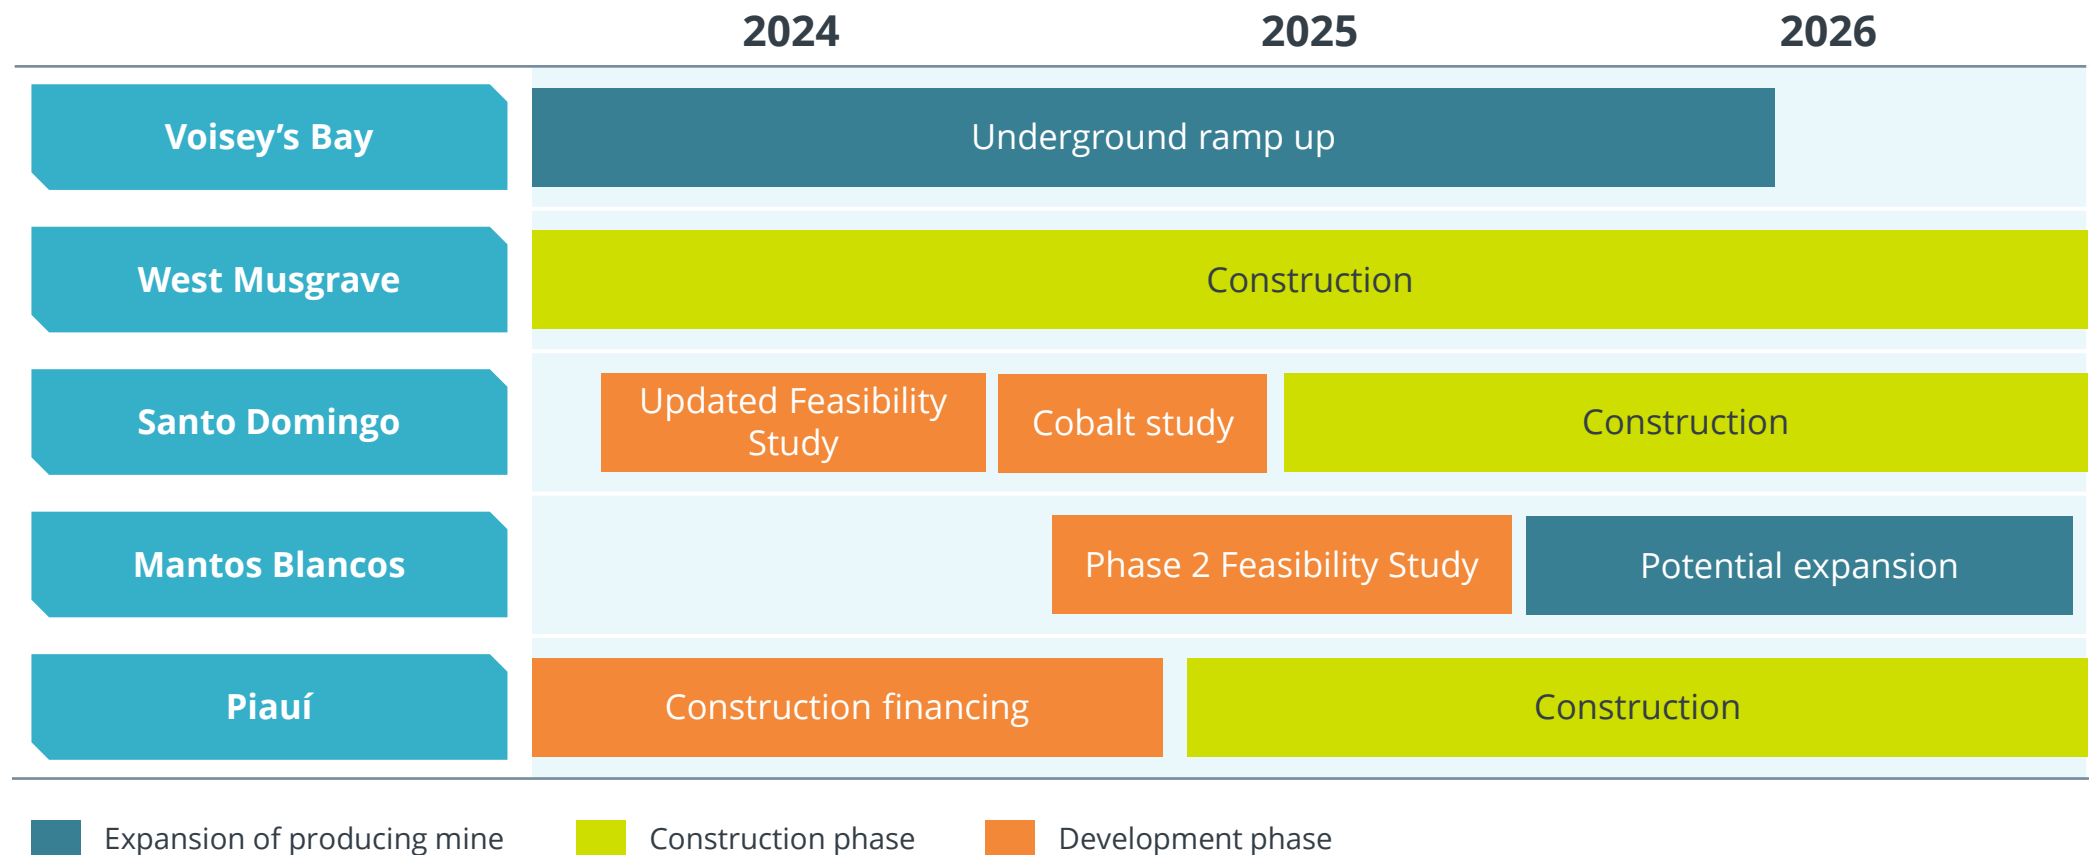 2024 2025 2026
Voisey’s Bay
Underground ramp up
West Musgrave
Construction
Santo Domingo
Updated Feasibility
Study
Cobalt study
Construction
Mantos Blancos
Phase 2 Feasibility Study
Potential expansion
Piauí
Construction financing
Construction
Expansion of producing mine
Construction phase
Development phase